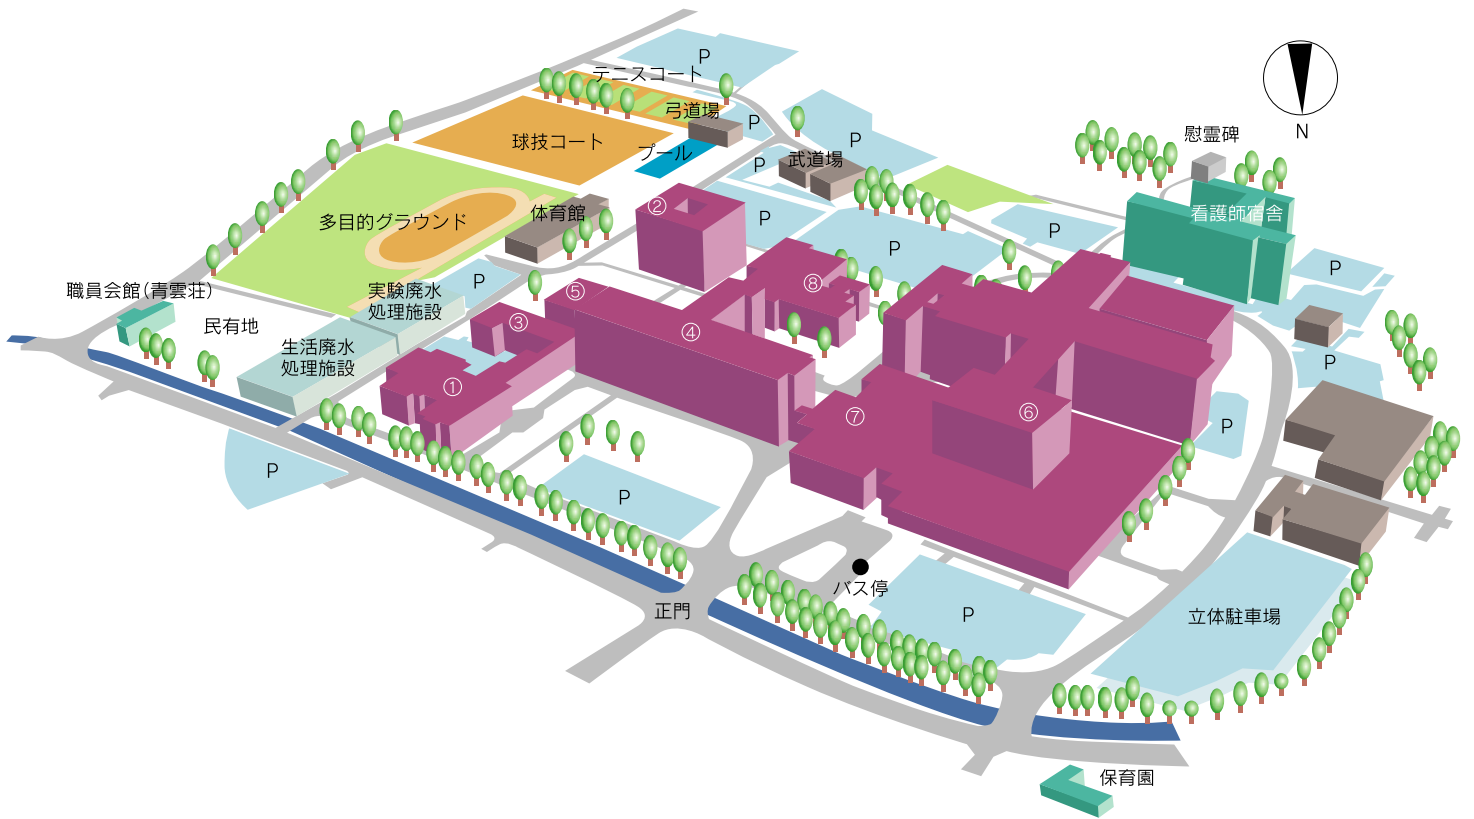 P
テニスコート
弓道場
P
球技コート
プール
P
武道場
P
慰霊碑
N
②
体育館
多目的グラウンド
P
P
P
看護師宿舎
職員会館(青雲荘)
実験廃水
処理施設
P
P
民有地
⑤
⑧
③
④
生活廃水
処理施設
①
P
⑥
⑦
P
P
P
バス停
正門
P
立体駐車場
保育園